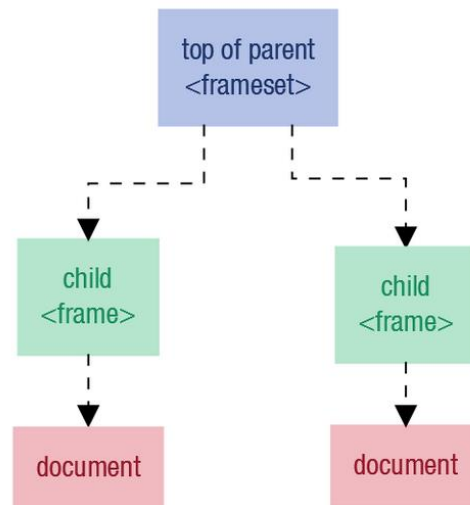 top of parent
<frameset>
child
<frame>
child
<frame>
document
document